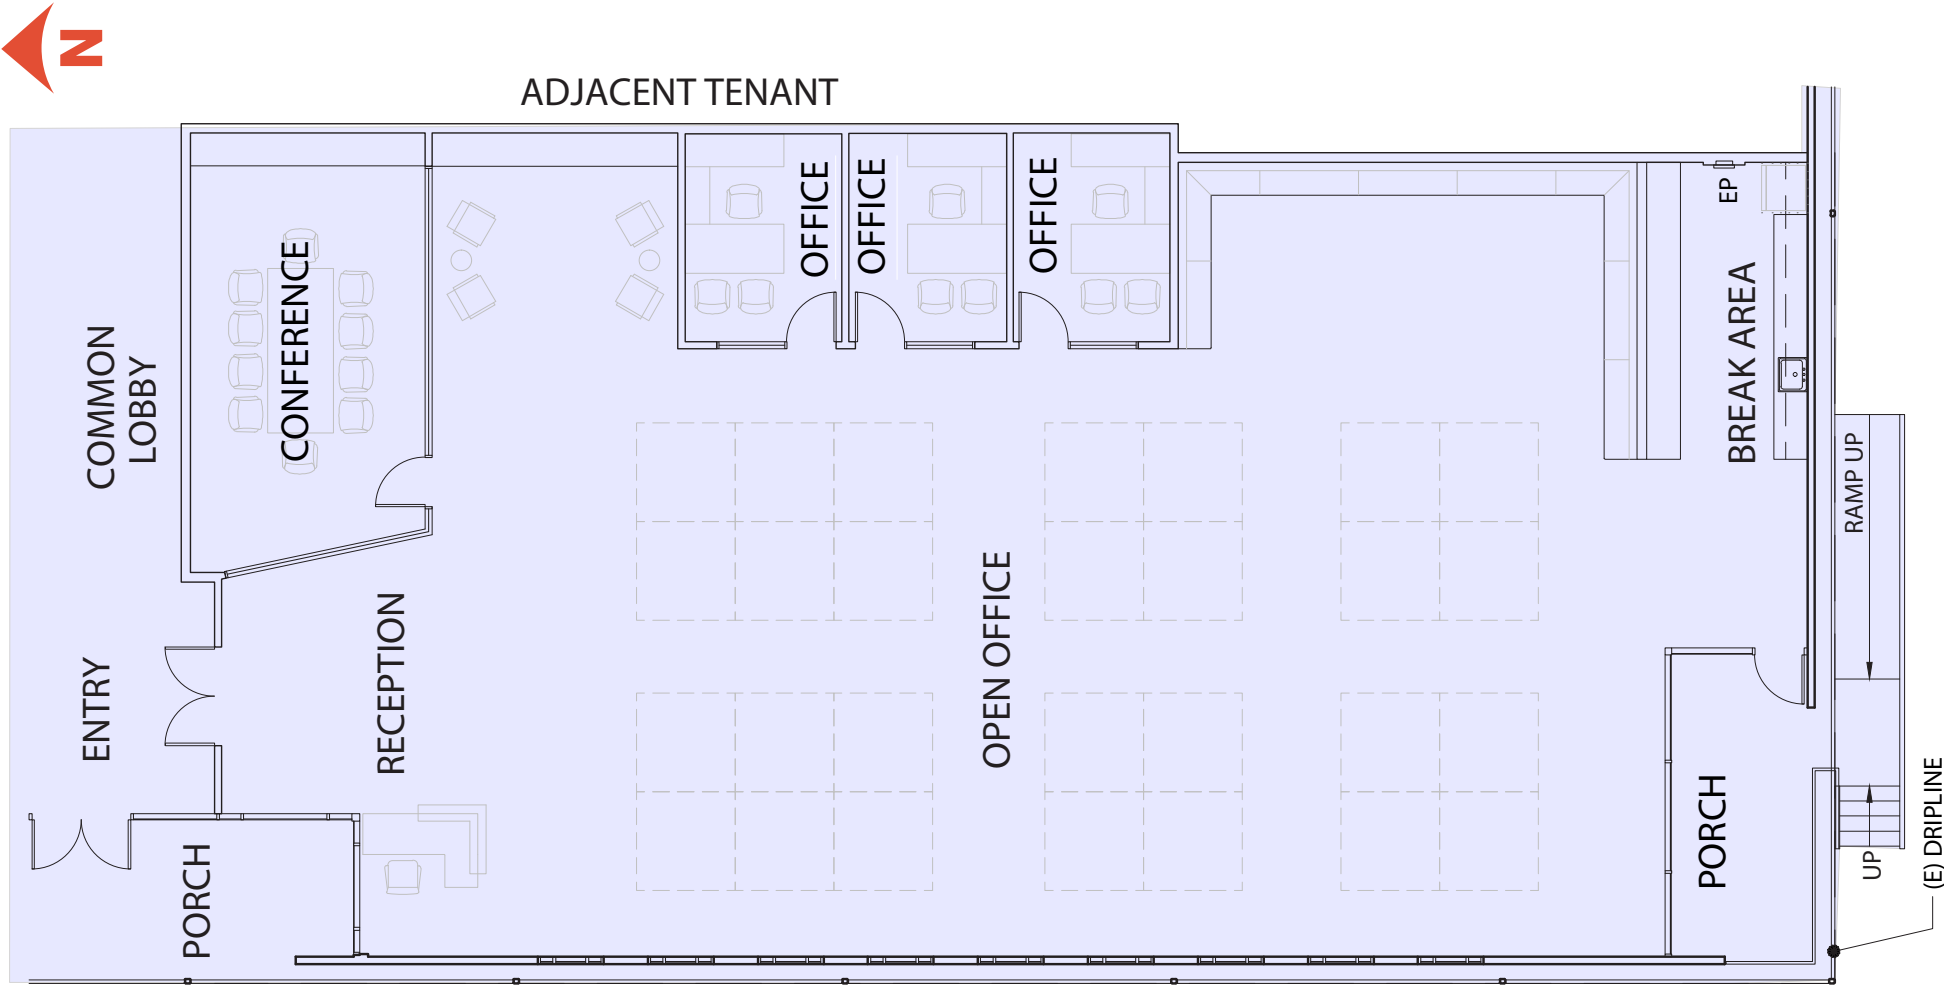 N
ADJACENT TENANT
COMMON
LOBBY
CONFERENCE
OFFICE
OFFICE
OFFICE
EP
BREAK AREA
RAMP UP
ENTRY
RECEPTION
OPEN OFFICE
PORCH
PORCH
UP
(E) DRIPLINE